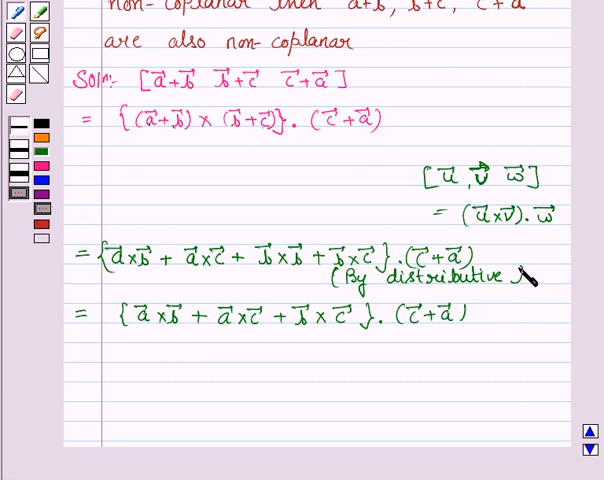 non-coplanar then a⃗+b⃗, b⃗+c⃗, c⃗+a⃗
are also non-coplanar
Soln:- [a⃗+b⃗ b⃗+c⃗ c⃗+a⃗]
= {(a⃗+b⃗) × (b⃗+c⃗)}. (c⃗+a⃗)
[u⃗, v⃗ w⃗]
= (u⃗×v⃗). w⃗
= {a⃗×b⃗ + a⃗×c⃗ + b⃗×b⃗ + b⃗×c⃗}. (c⃗+a⃗)
(By distributive
= {a⃗×b⃗ + a⃗×c⃗ + b⃗×c⃗}. (c⃗+a⃗)